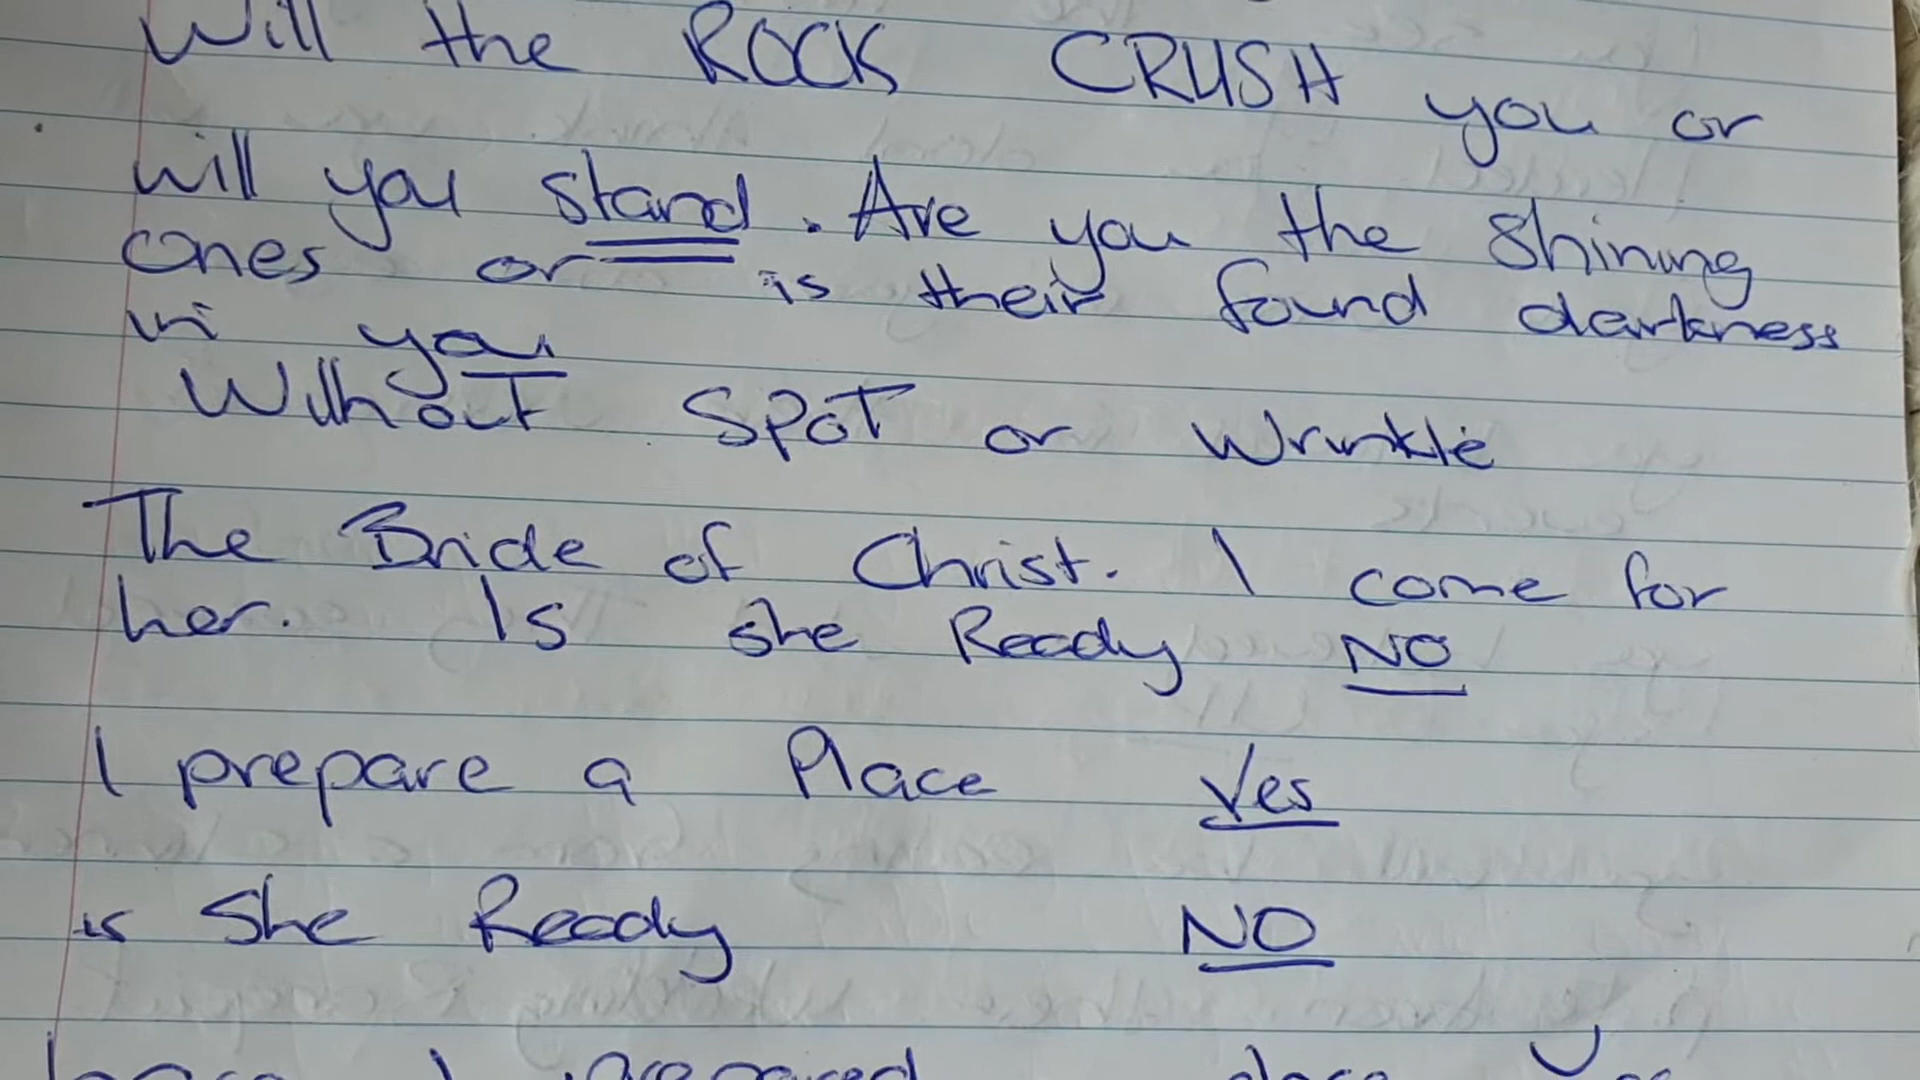 Will the ROCK CRUSH you or
will you stand. Are you the Shining
ones or is their found darkness
in you
Without SPOT or Wrinkle
The Bride of Christ. I come for
her. Is she Ready NO
I prepare a Place Yes
is She Ready NO